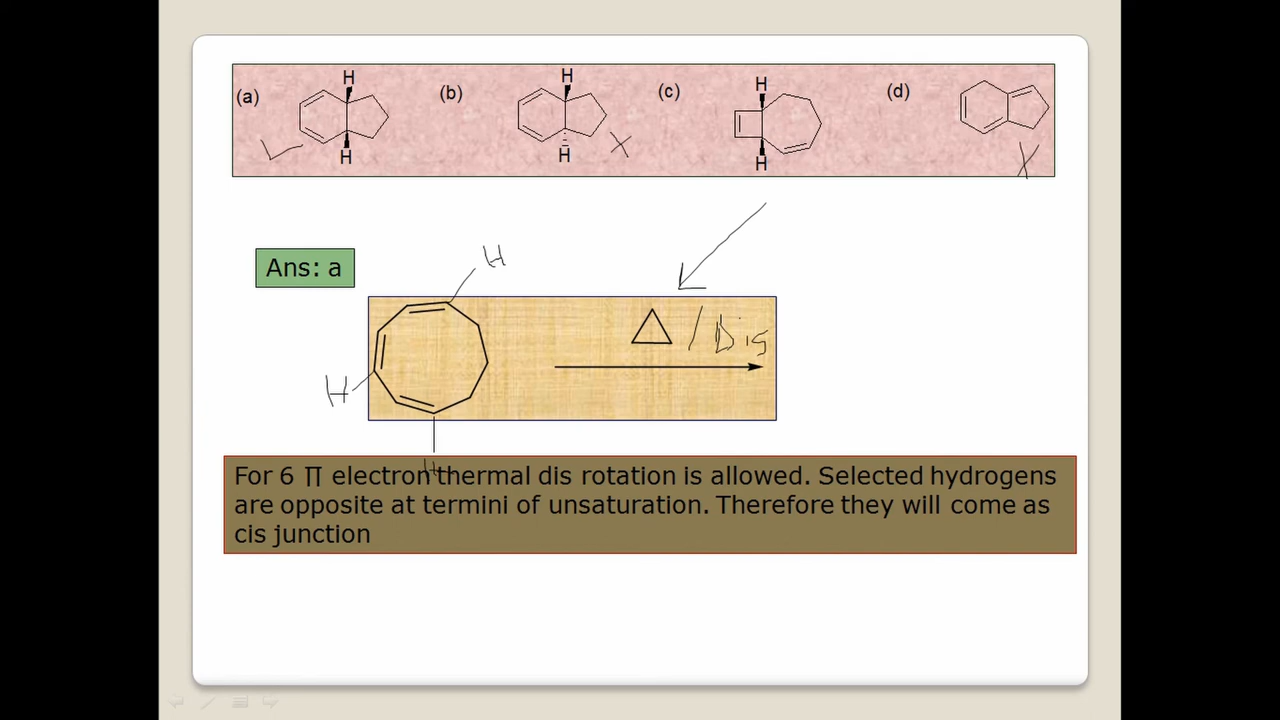 (a) H H (b) H H (c) H H (d)
Ans: a
H
H
H
△ / Dis
For 6 Π electron thermal dis rotation is allowed. Selected hydrogens
are opposite at termini of unsaturation. Therefore they will come as
cis junction